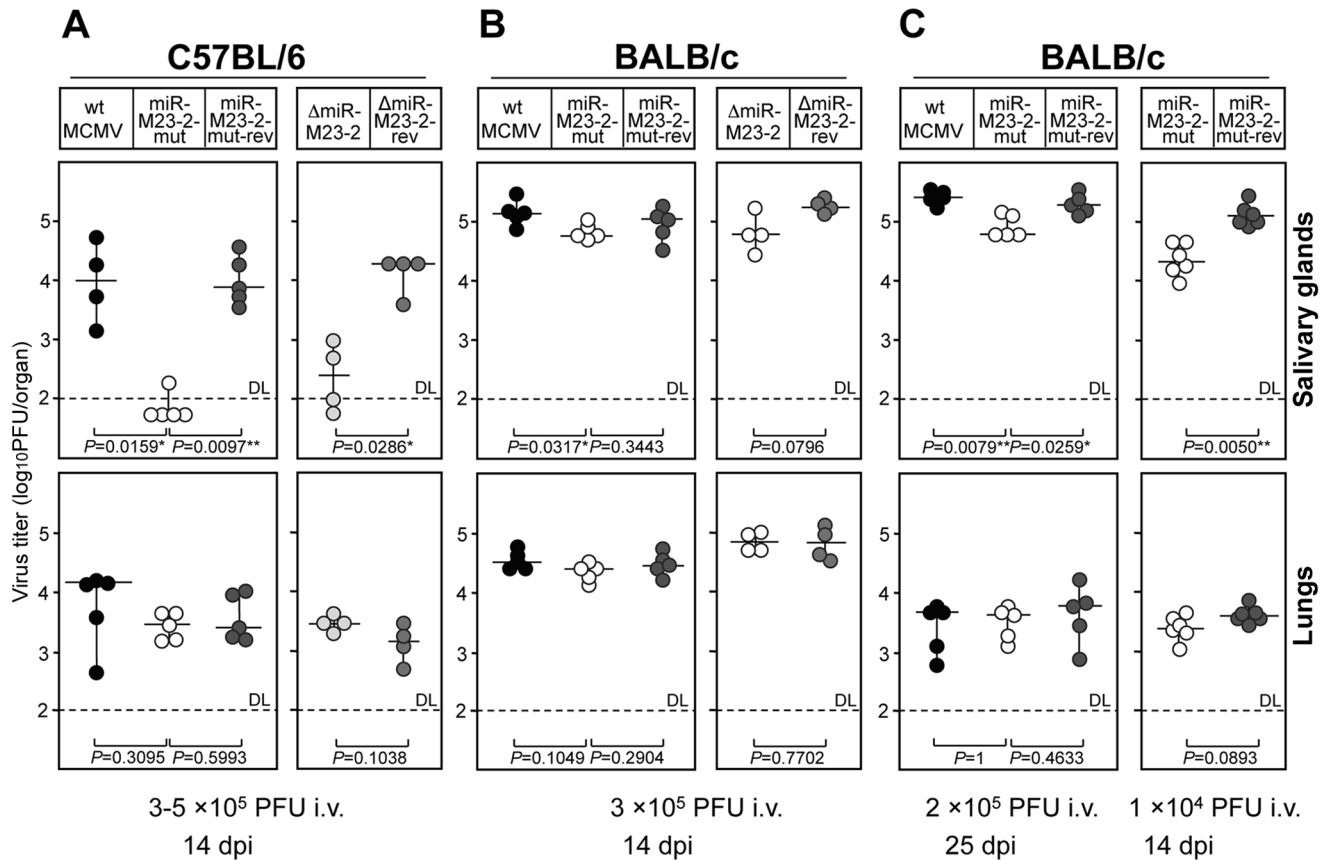 A
B
C
C57BL/6
BALB/c
BALB/c
wt
MCMV
miR-
M23-2-
mut
miR-
M23-2-
mut-rev
ΔmiR-
M23-2
ΔmiR-
M23-2-
rev
wt
MCMV
miR-
M23-2-
mut
miR-
M23-2-
mut-rev
ΔmiR-
M23-2
ΔmiR-
M23-2-
rev
wt
MCMV
miR-
M23-2-
mut
miR-
M23-2-
mut-rev
miR-
M23-2-
mut
miR-
M23-2-
mut-rev
Virus titer (log10PFU/organ)
5
4
3
2
DL
P=0.0159* P=0.0097**
DL
P=0.0286*
5
4
3
2
DL
P=0.0317* P=0.3443
DL
P=0.0796
5
4
3
2
DL
P=0.0079** P=0.0259*
DL
P=0.0050**
Salivary glands
5
4
3
2
DL
P=0.3095 P=0.5993
DL
P=0.1038
5
4
3
2
DL
P=0.1049 P=0.2904
DL
P=0.7702
5
4
3
2
DL
P=1 P=0.4633
DL
P=0.0893
Lungs
3-5 ×10⁵ PFU i.v.
14 dpi
3 ×10⁵ PFU i.v.
14 dpi
2 ×10⁵ PFU i.v.
25 dpi
1 ×10⁴ PFU i.v.
14 dpi